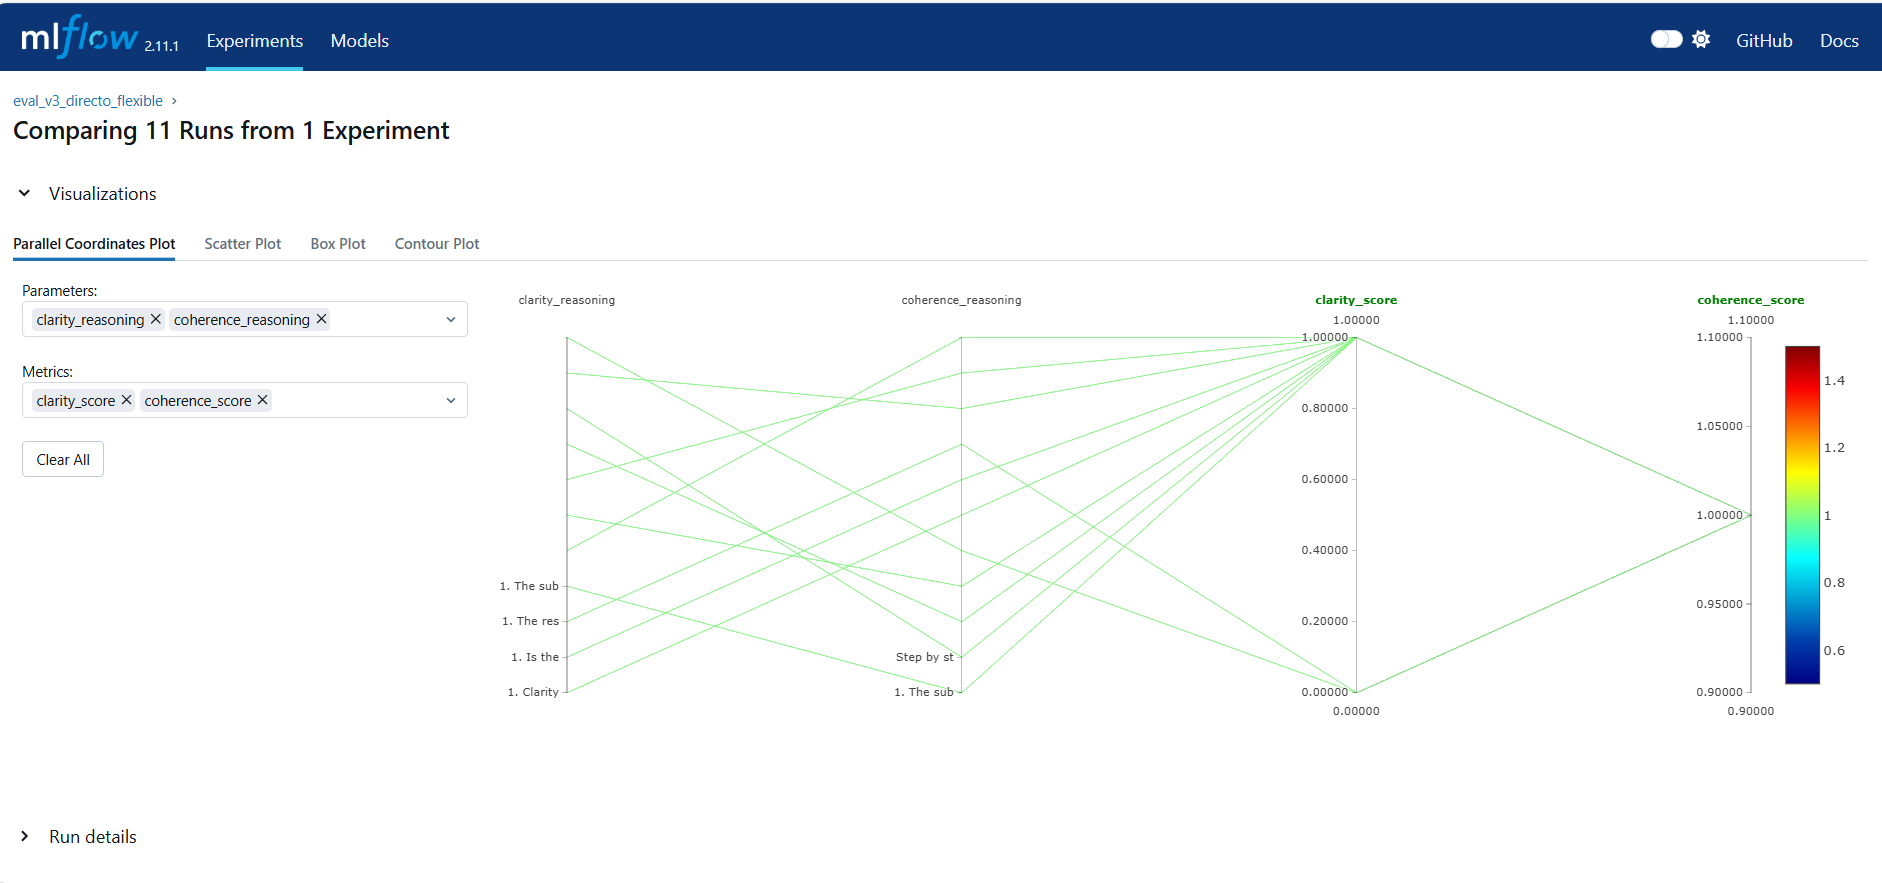 mlflow 2.11.1 Experiments Models GitHub Docs
eval_v3_directo_flexible
Comparing 11 Runs from 1 Experiment
Visualizations
Parallel Coordinates Plot Scatter Plot Box Plot Contour Plot
Parameters:
clarity_reasoning coherence_reasoning
Metrics:
clarity_score coherence_score
Clear All
clarity_reasoning
1. The sub
1. The res
1. Is the
1. Clarity
coherence_reasoning
Step by st
1. The sub
clarity_score
1.00000
1.00000
0.80000
0.60000
0.40000
0.20000
0.00000
0.00000
coherence_score
1.10000
1.10000
1.05000
1.00000
0.95000
0.90000
0.90000
1.4
1.2
1
0.8
0.6
Run details